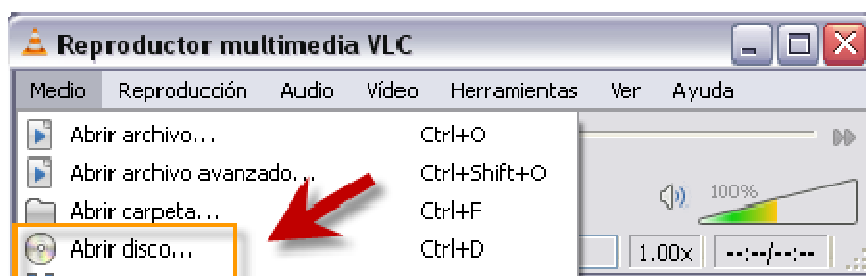 Reproductor multimedia VLC
Medio Reproducción Audio Vídeo Herramientas Ver Ayuda
Abrir archivo... Ctrl+O
Abrir archivo avanzado... Ctrl+Shift+O
100%
Abrir carpeta... Ctrl+F
Abrir disco... Ctrl+D
1.00x --:--/--:--